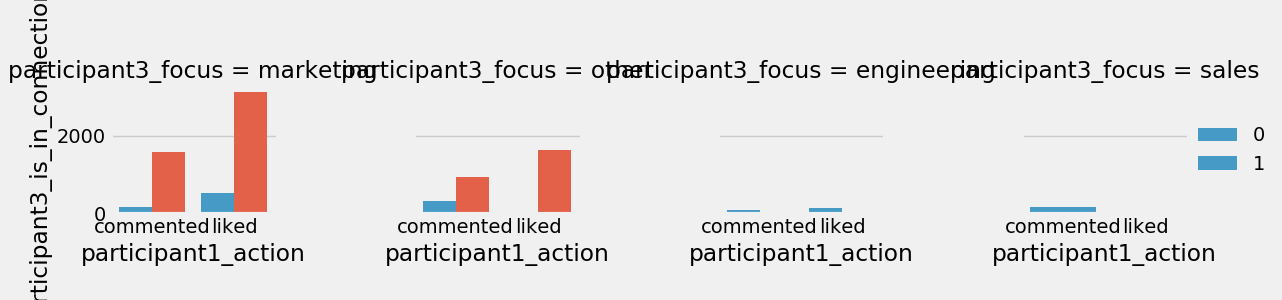 participant3_focus = marketing
participant3_focus = other
participant3_focus = engineering
participant3_focus = sales
rticipant3_is_in_connection
2000
0
commented liked
commented liked
commented liked
commented liked
participant1_action
participant1_action
participant1_action
participant1_action
0
1